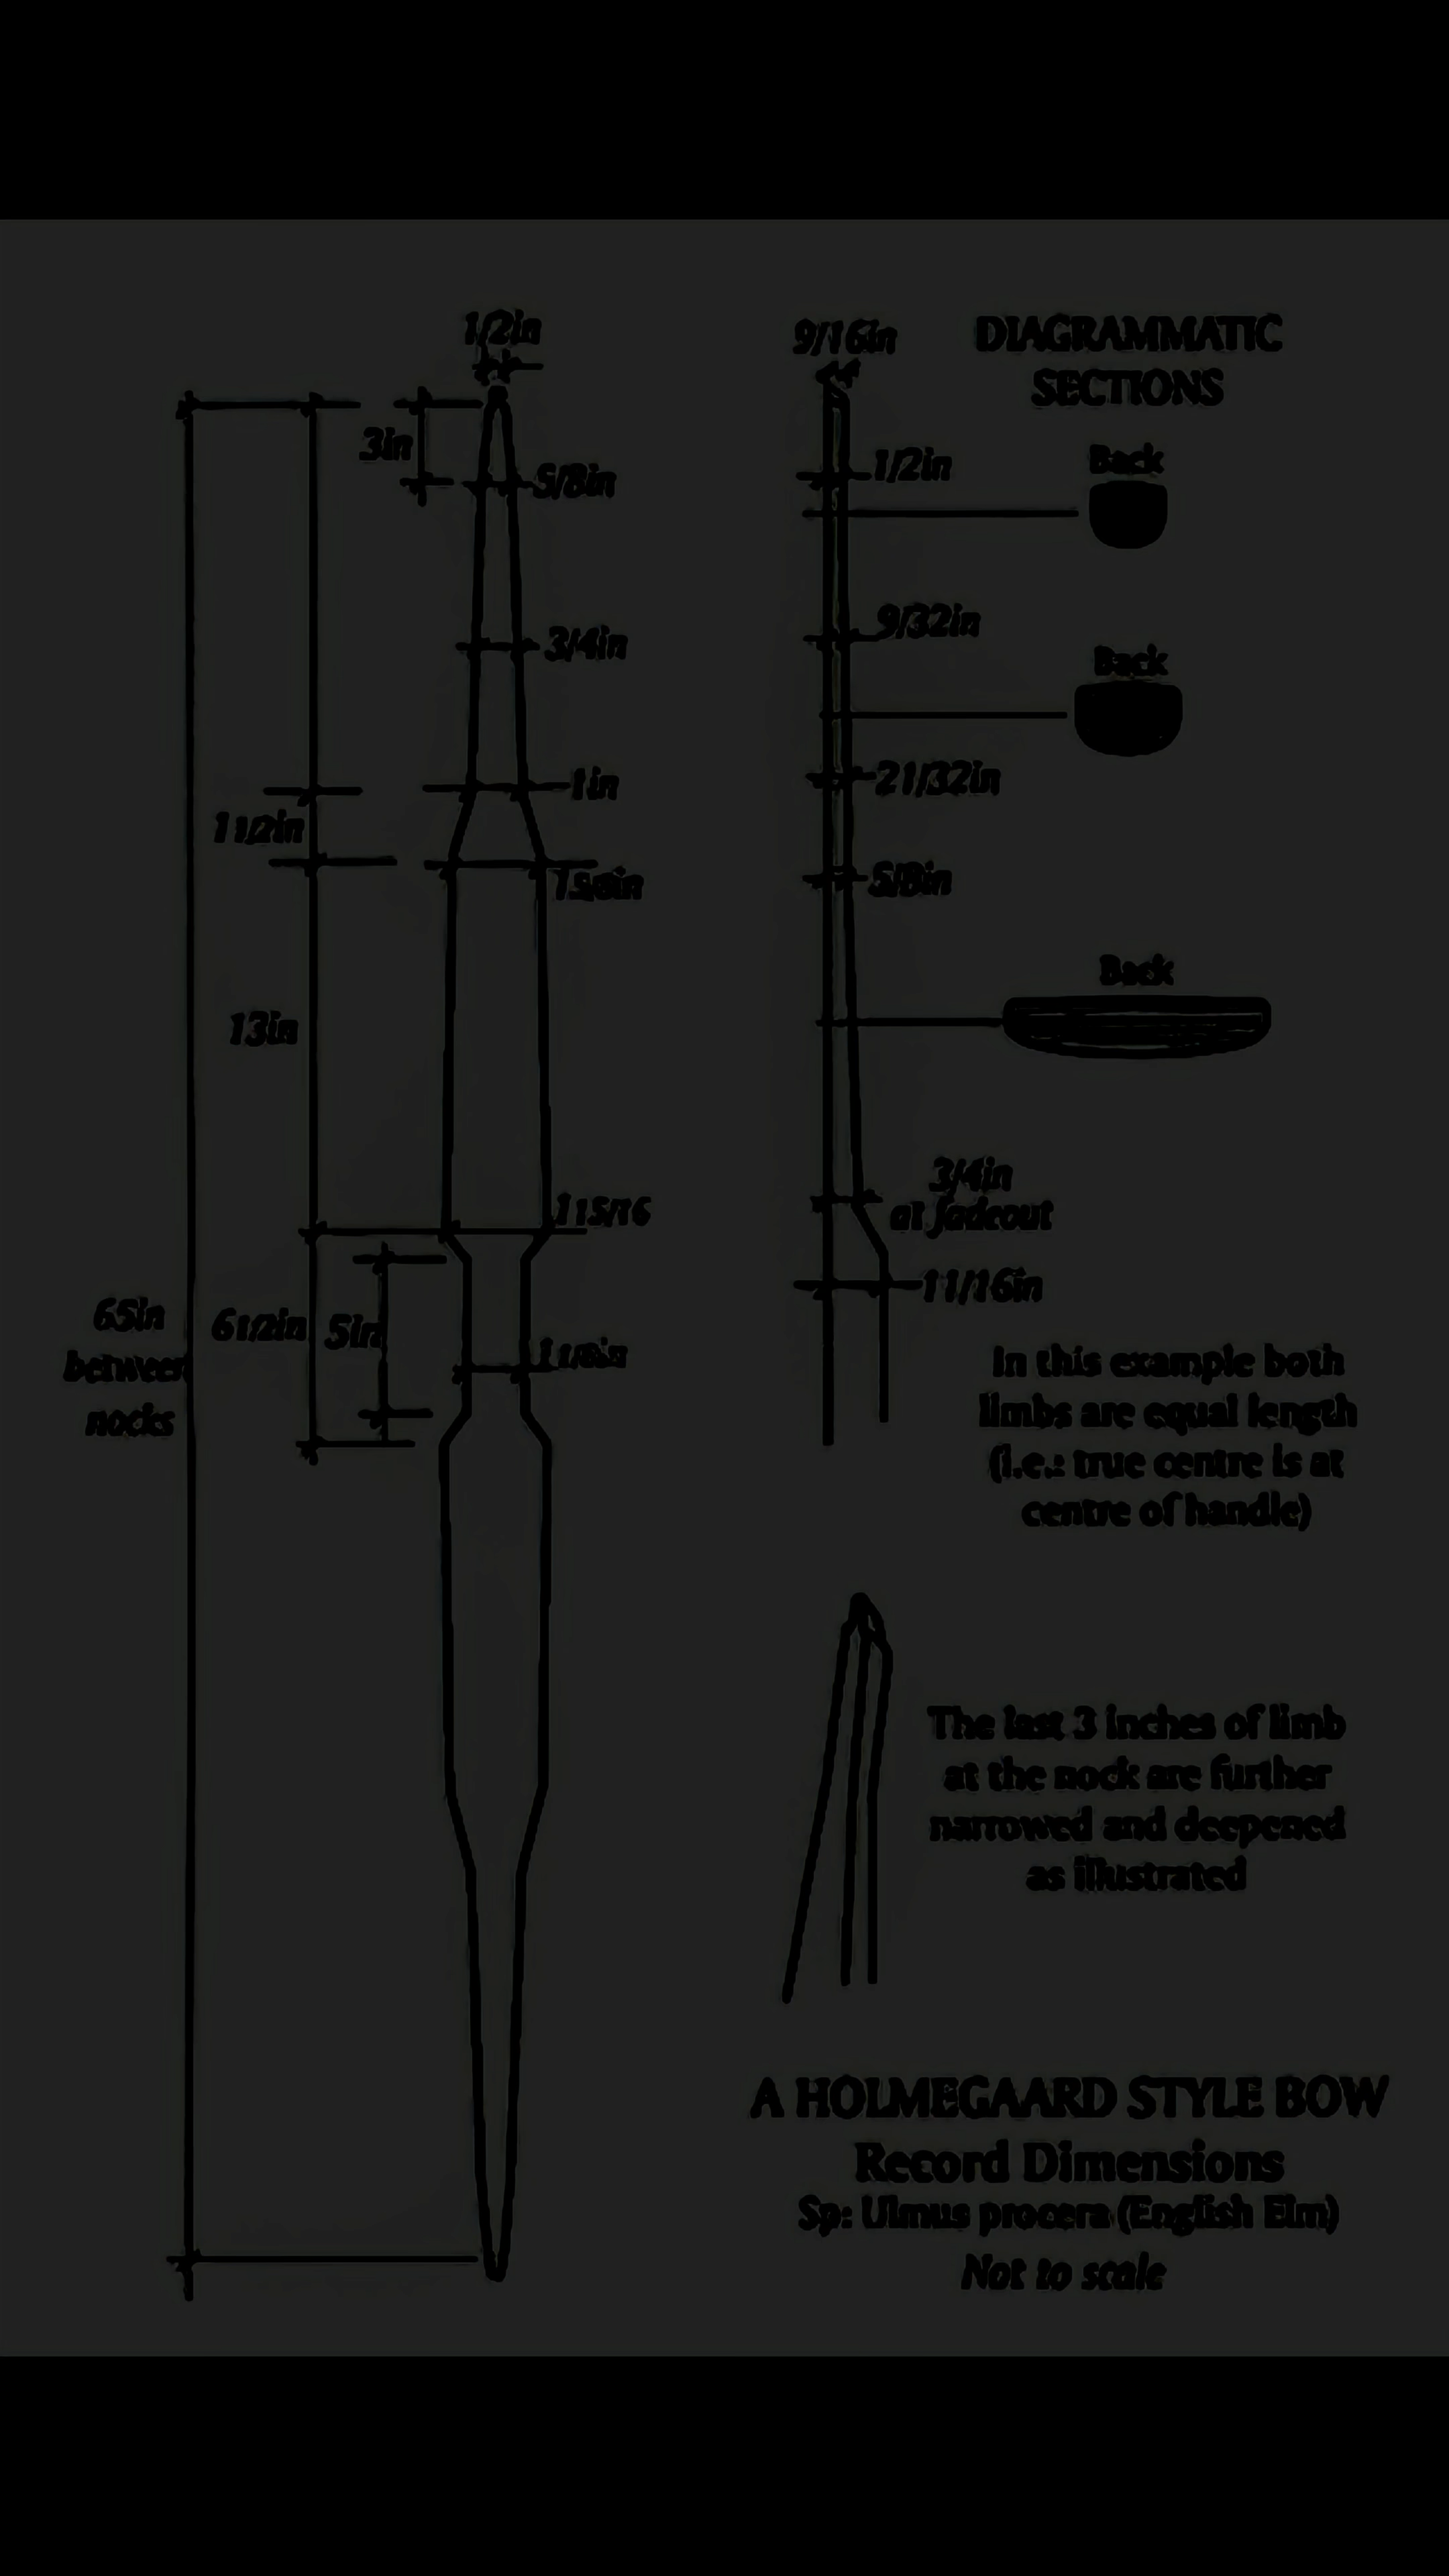 1/2in
3in
5/8in
3/4in
1in
1 1/2in
1 5/8in
13in
1 15/16
65in
between
nocks
6 1/2in
5in
1 1/8in
9/16in
1/2in
9/32in
21/32in
5/8in
3/4in
at fadeout
11/16in
DIAGRAMMATIC
SECTIONS
Back
Back
Back
In this example both
limbs are equal length
(i.e.: true centre is at
centre of handle)
The last 3 inches of limb
at the nock are further
narrowed and deepened
as illustrated
A HOLMEGAARD STYLE BOW
Record Dimensions
Sp: Ulmus procera (English Elm)
Not to scale